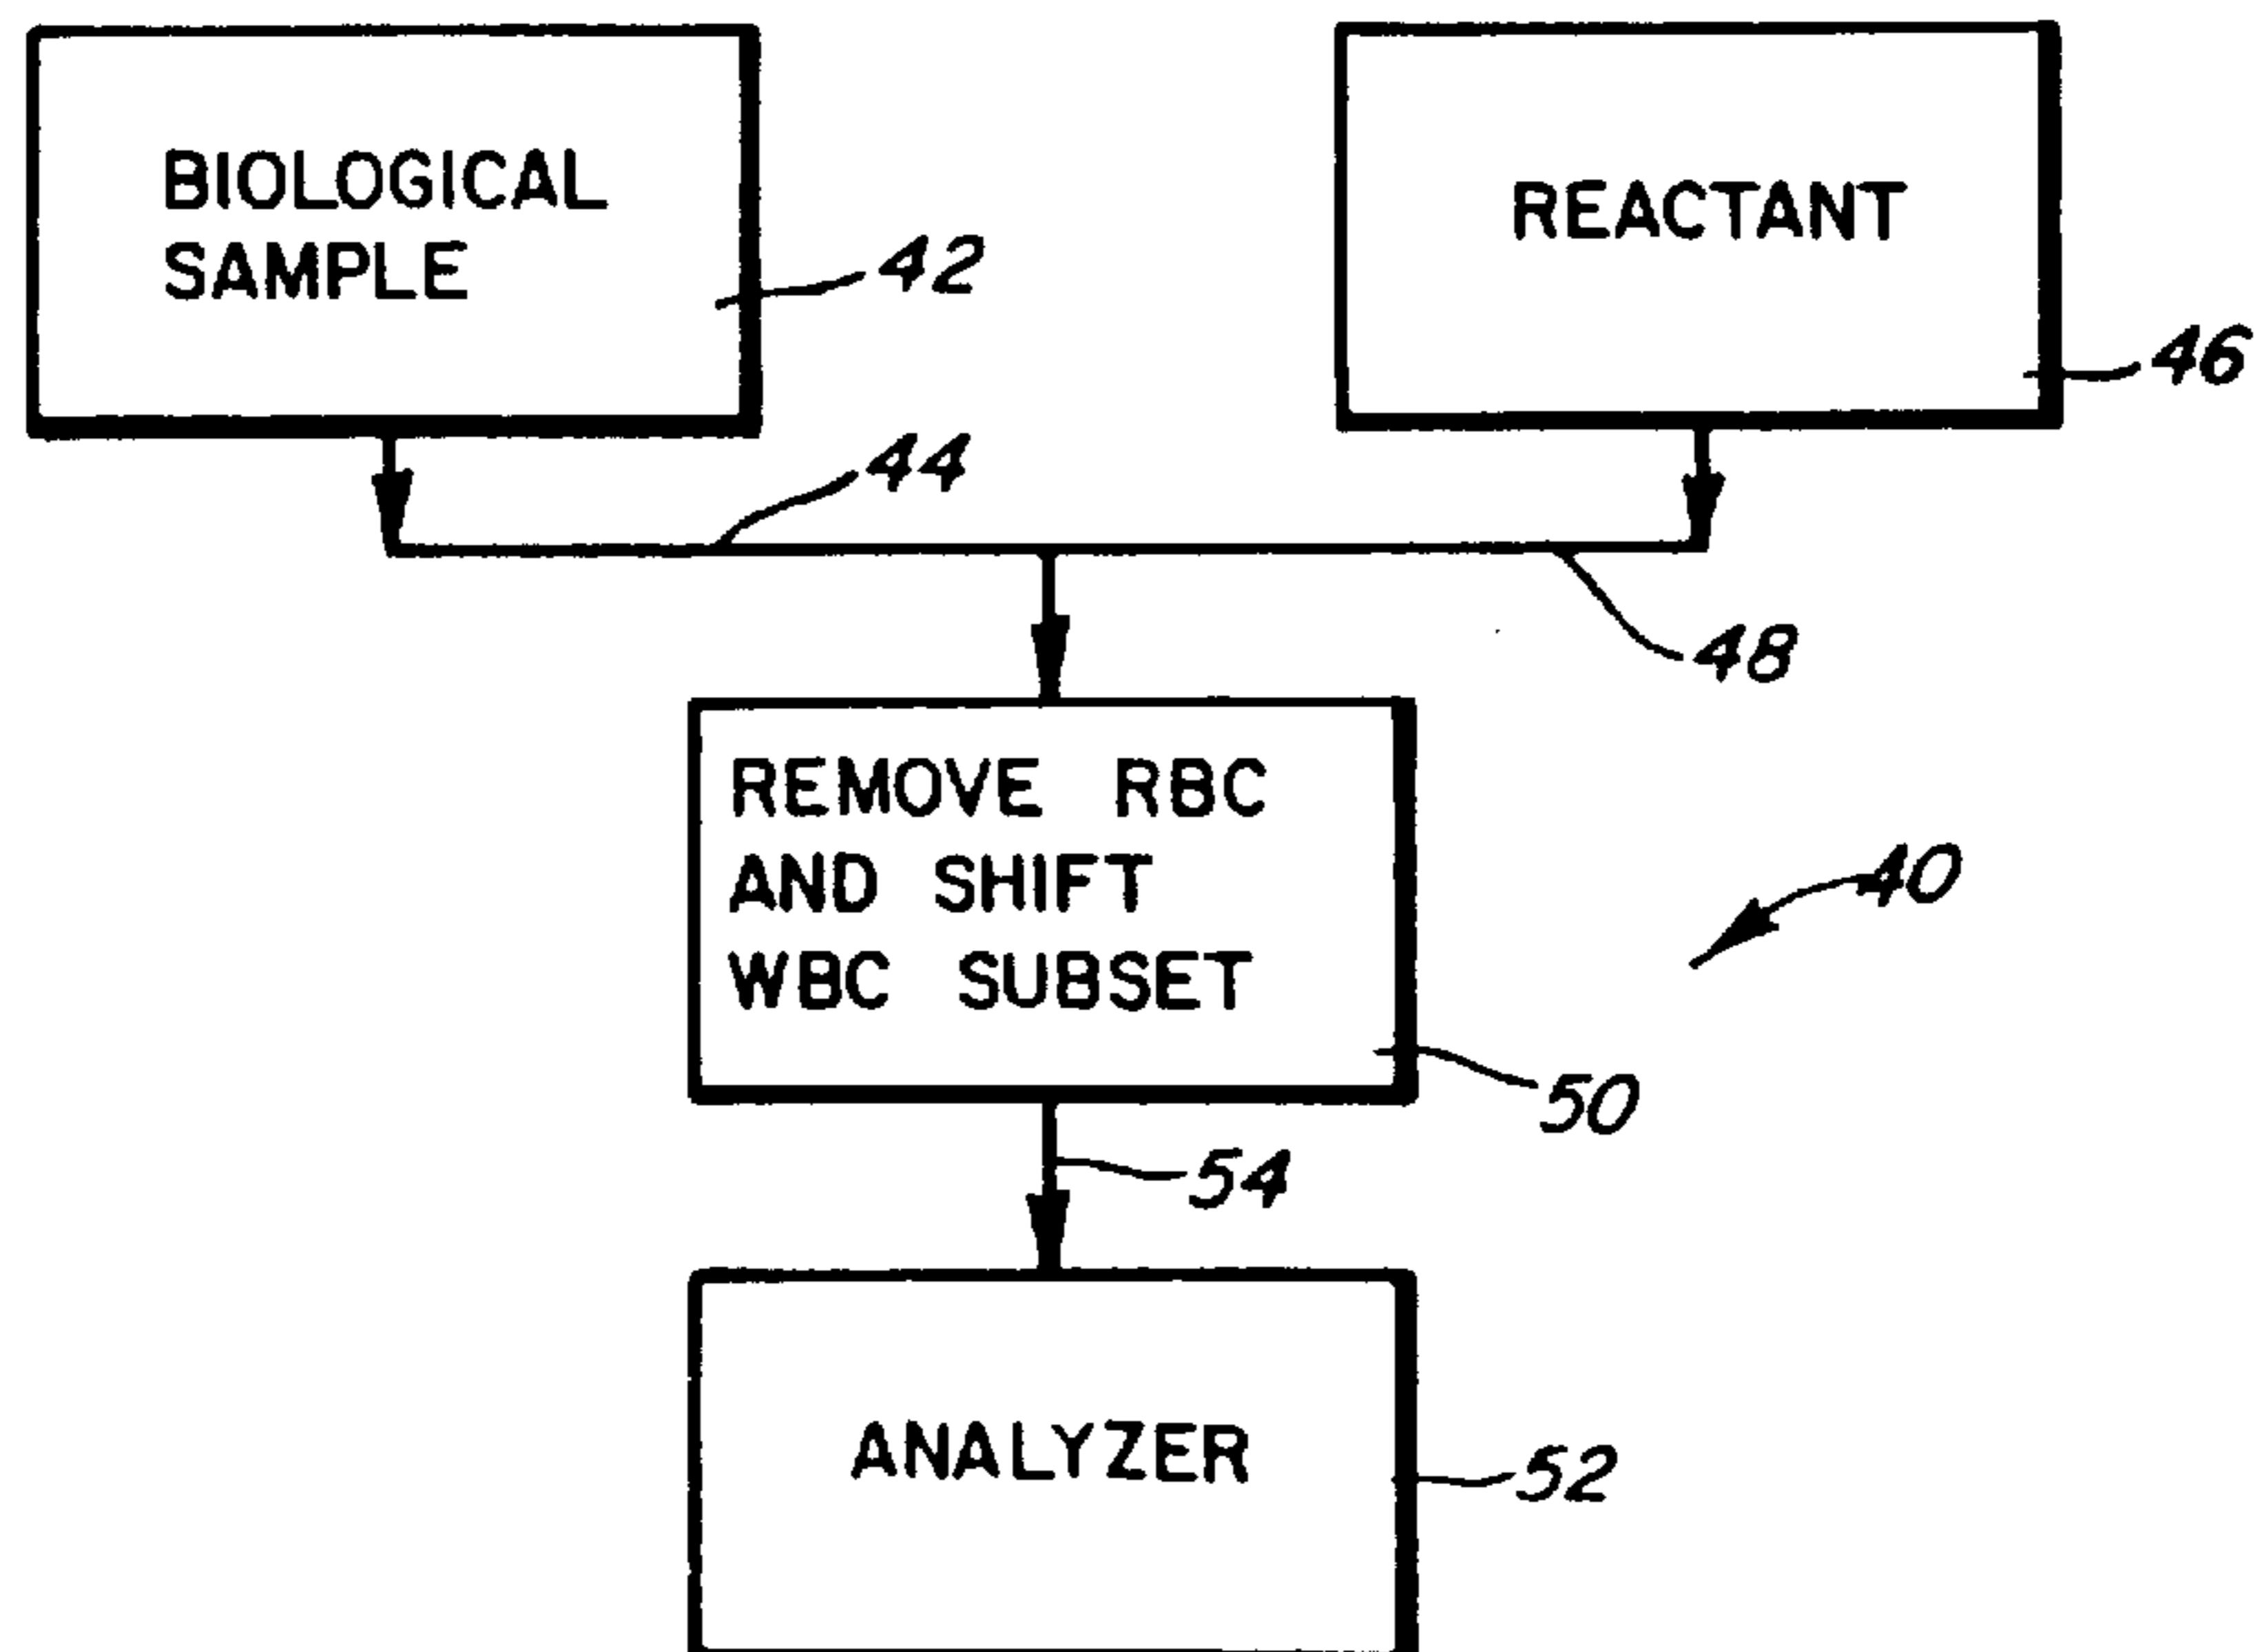 BIOLOGICAL
SAMPLE
42
REACTANT
46
44
48
REMOVE RBC
AND SHIFT
WBC SUBSET
40
50
54
ANALYZER
52